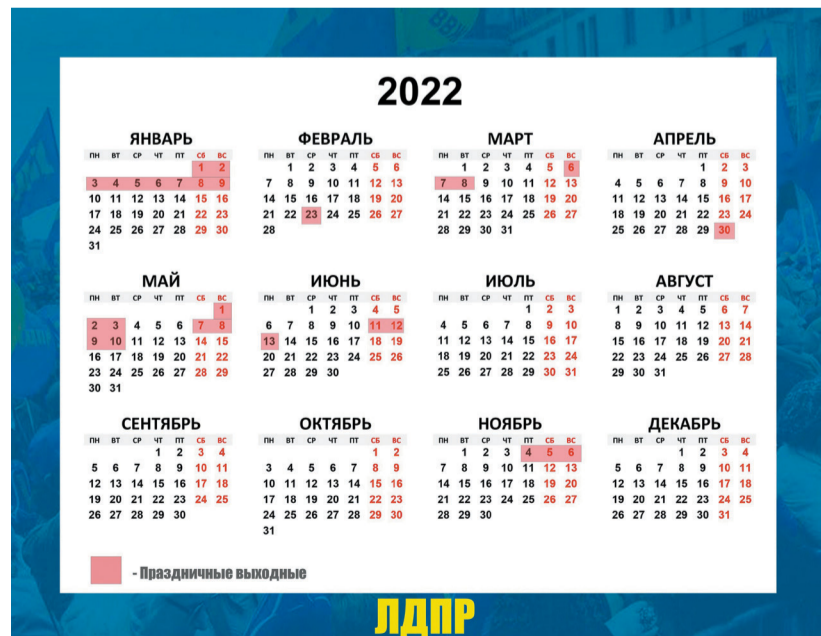 ВВЖ
2022
ЯНВАРЬ ФЕВРАЛЬ МАРТ АПРЕЛЬ
ПН ВТ СР ЧТ ПТ СБ ВС ПН ВТ СР ЧТ ПТ СБ ВС ПН ВТ СР ЧТ ПТ СБ ВС ПН ВТ СР ЧТ ПТ СБ ВС
1 2 1 2 3 4 5 6 1 2 3 4 5 6 1 2 3
3 4 5 6 7 8 9 7 8 9 10 11 12 13 7 8 9 10 11 12 13 4 5 6 7 8 9 10
10 11 12 13 14 15 16 14 15 16 17 18 19 20 14 15 16 17 18 19 20 11 12 13 14 15 16 17
17 18 19 20 21 22 23 21 22 23 24 25 26 27 21 22 23 24 25 26 27 18 19 20 21 22 23 24
24 25 26 27 28 29 30 28 28 29 30 31 25 26 27 28 29 30
31
МАЙ ИЮНЬ ИЮЛЬ АВГУСТ
ПН ВТ СР ЧТ ПТ СБ ВС ПН ВТ СР ЧТ ПТ СБ ВС ПН ВТ СР ЧТ ПТ СБ ВС ПН ВТ СР ЧТ ПТ СБ ВС
1 1 2 3 4 5 1 2 3 1 2 3 4 5 6 7
2 3 4 5 6 7 8 6 7 8 9 10 11 12 4 5 6 7 8 9 10 8 9 10 11 12 13 14
9 10 11 12 13 14 15 13 14 15 16 17 18 19 11 12 13 14 15 16 17 15 16 17 18 19 20 21
16 17 18 19 20 21 22 20 21 22 23 24 25 26 18 19 20 21 22 23 24 22 23 24 25 26 27 28
23 24 25 26 27 28 29 27 28 29 30 25 26 27 28 29 30 31 29 30 31
30 31
СЕНТЯБРЬ ОКТЯБРЬ НОЯБРЬ ДЕКАБРЬ
ПН ВТ СР ЧТ ПТ СБ ВС ПН ВТ СР ЧТ ПТ СБ ВС ПН ВТ СР ЧТ ПТ СБ ВС ПН ВТ СР ЧТ ПТ СБ ВС
1 2 3 4 1 2 1 2 3 4 5 6 1 2 3 4
5 6 7 8 9 10 11 3 4 5 6 7 8 9 7 8 9 10 11 12 13 5 6 7 8 9 10 11
12 13 14 15 16 17 18 10 11 12 13 14 15 16 14 15 16 17 18 19 20 12 13 14 15 16 17 18
19 20 21 22 23 24 25 17 18 19 20 21 22 23 21 22 23 24 25 26 27 19 20 21 22 23 24 25
26 27 28 29 30 24 25 26 27 28 29 30 28 29 30 26 27 28 29 30 31
31
- Праздничные выходные
ЛДПР